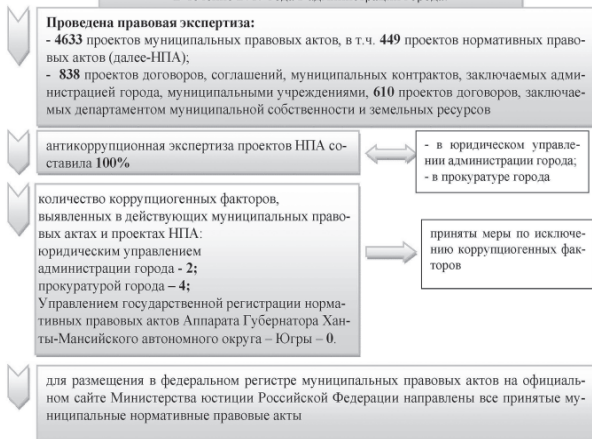 Проведена правовая экспертиза:
- 4633 проектов муниципальных правовых актов, в т.ч. 449 проектов нормативных право-
вых актов (далее-НПА);
- 838 проектов договоров, соглашений, муниципальных контрактов, заключаемых адми-
нистрацией города, муниципальными учреждениями, 610 проектов договоров, заключае-
мых департаментом муниципальной собственности и земельных ресурсов
антикоррупционная экспертиза проектов НПА со-
ставила 100%
- в юридическом управле-
нии администрации города;
- в прокуратуре города
количество коррупциогенных факторов,
выявленных в действующих муниципальных право-
вых актах и проектах НПА:
юридическим управлением
администрации города - 2;
прокуратурой города – 4;
Управлением государственной регистрации норма-
тивных правовых актов Аппарата Губернатора Хан-
ты-Мансийского автономного округа – Югры – 0.
приняты меры по исключе-
нию коррупциогенных фак-
торов
для размещения в федеральном регистре муниципальных правовых актов на официаль-
ном сайте Министерства юстиции Российской Федерации направлены все принятые му-
ниципальные нормативные правовые акты